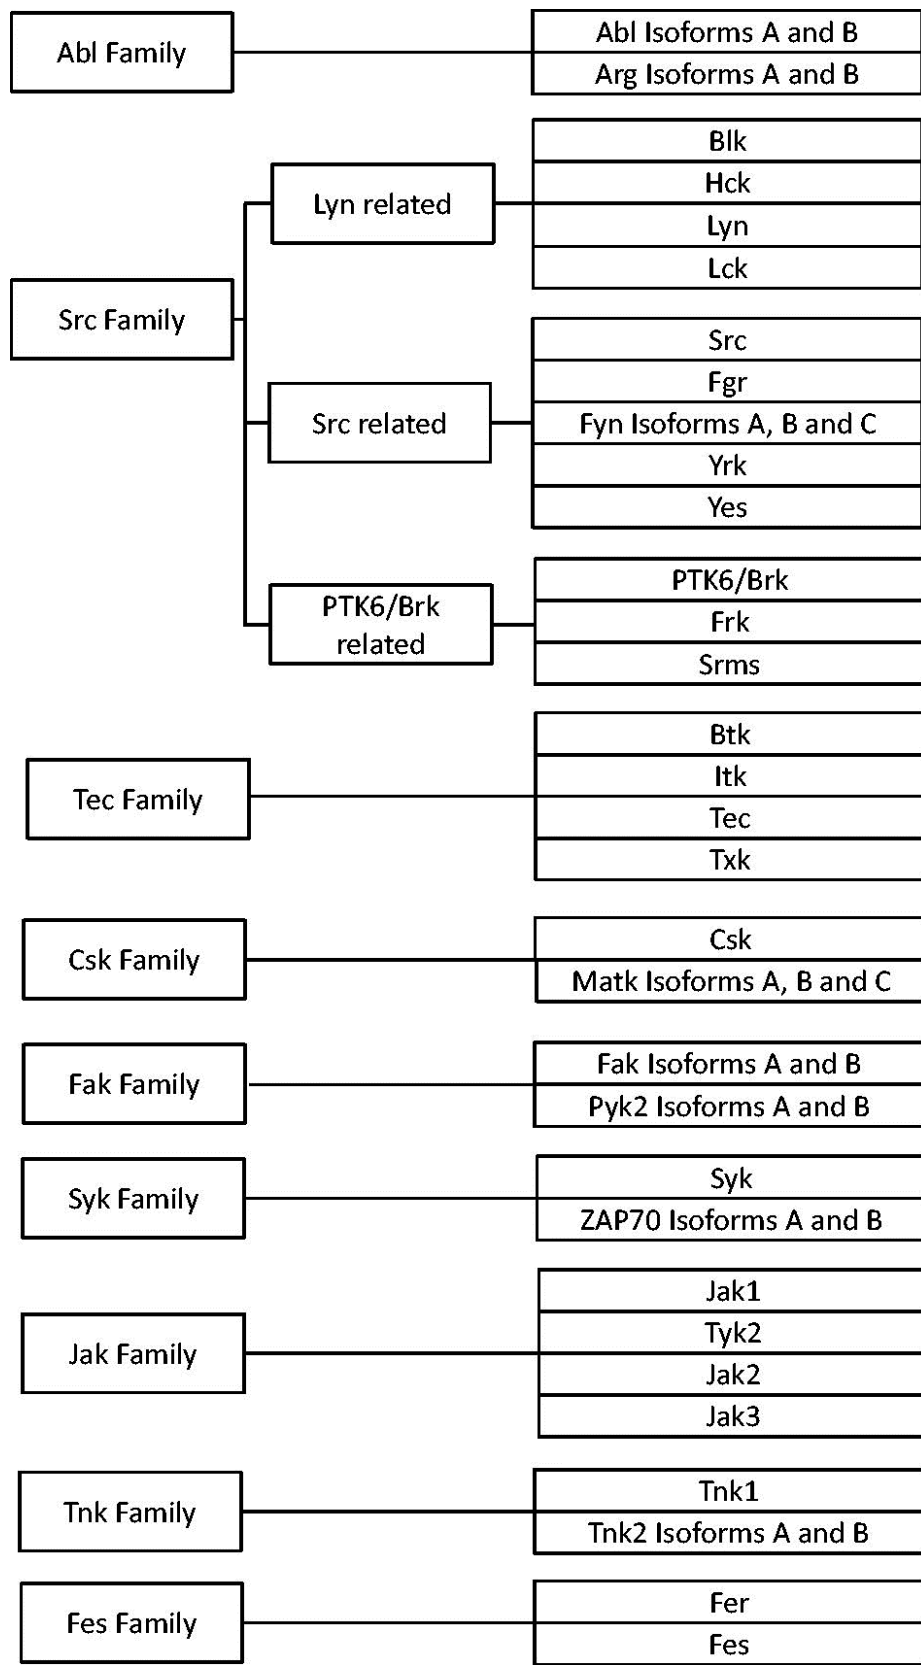 Abl Family
Abl Isoforms A and B
Arg Isoforms A and B
Src Family
Lyn related
Blk
Hck
Lyn
Lck
Src related
Src
Fgr
Fyn Isoforms A, B and C
Yrk
Yes
PTK6/Brk
related
PTK6/Brk
Frk
Srms
Tec Family
Btk
Itk
Tec
Txk
Csk Family
Csk
Matk Isoforms A, B and C
Fak Family
Fak Isoforms A and B
Pyk2 Isoforms A and B
Syk Family
Syk
ZAP70 Isoforms A and B
Jak Family
Jak1
Tyk2
Jak2
Jak3
Tnk Family
Tnk1
Tnk2 Isoforms A and B
Fes Family
Fer
Fes